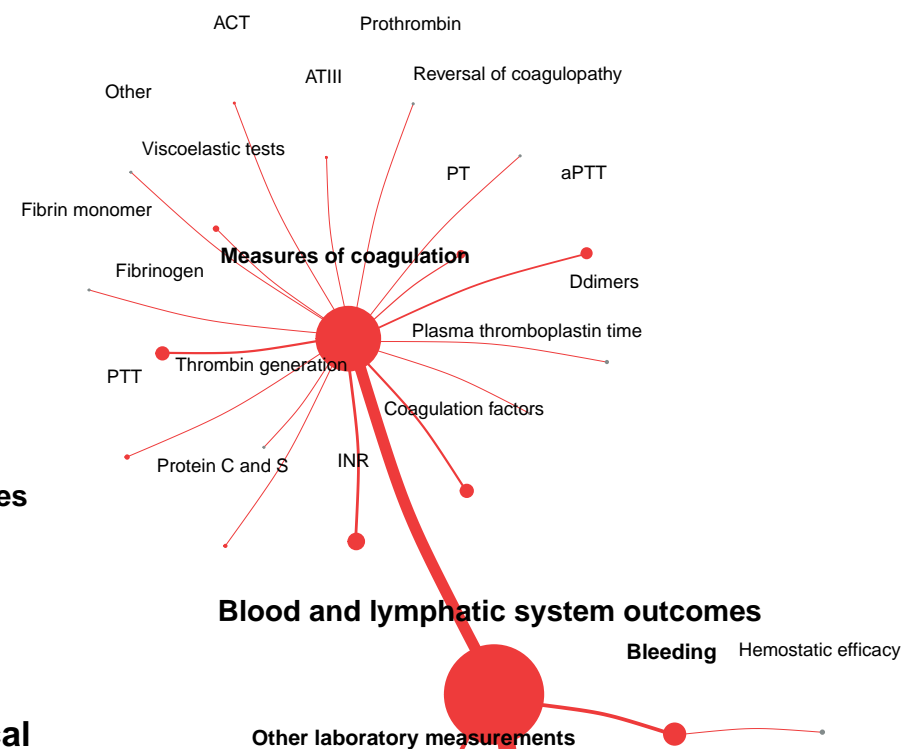 ACT
Prothrombin
ATIII
Reversal of coagulopathy
Other
Viscoelastic tests
PT
aPTT
Fibrin monomer
Measures of coagulation
Fibrinogen
Ddimers
Plasma thromboplastin time
Thrombin generation
PTT
Coagulation factors
Protein C and S
INR
es
Blood and lymphatic system outcomes
Bleeding
Hemostatic efficacy
al
Other laboratory measurements